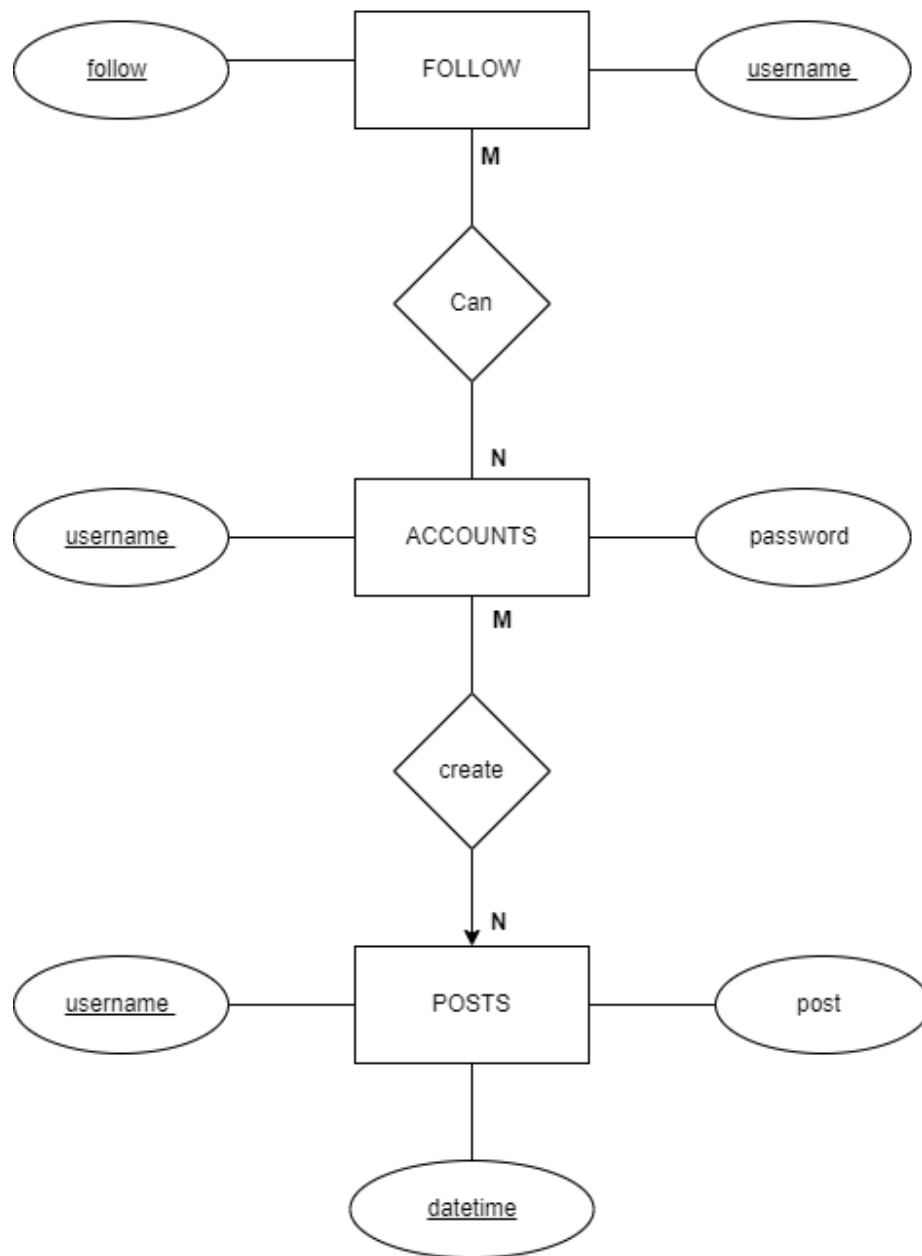 follow
FOLLOW
username
M
Can
N
username
ACCOUNTS
password
M
create
N
username
POSTS
post
datetime